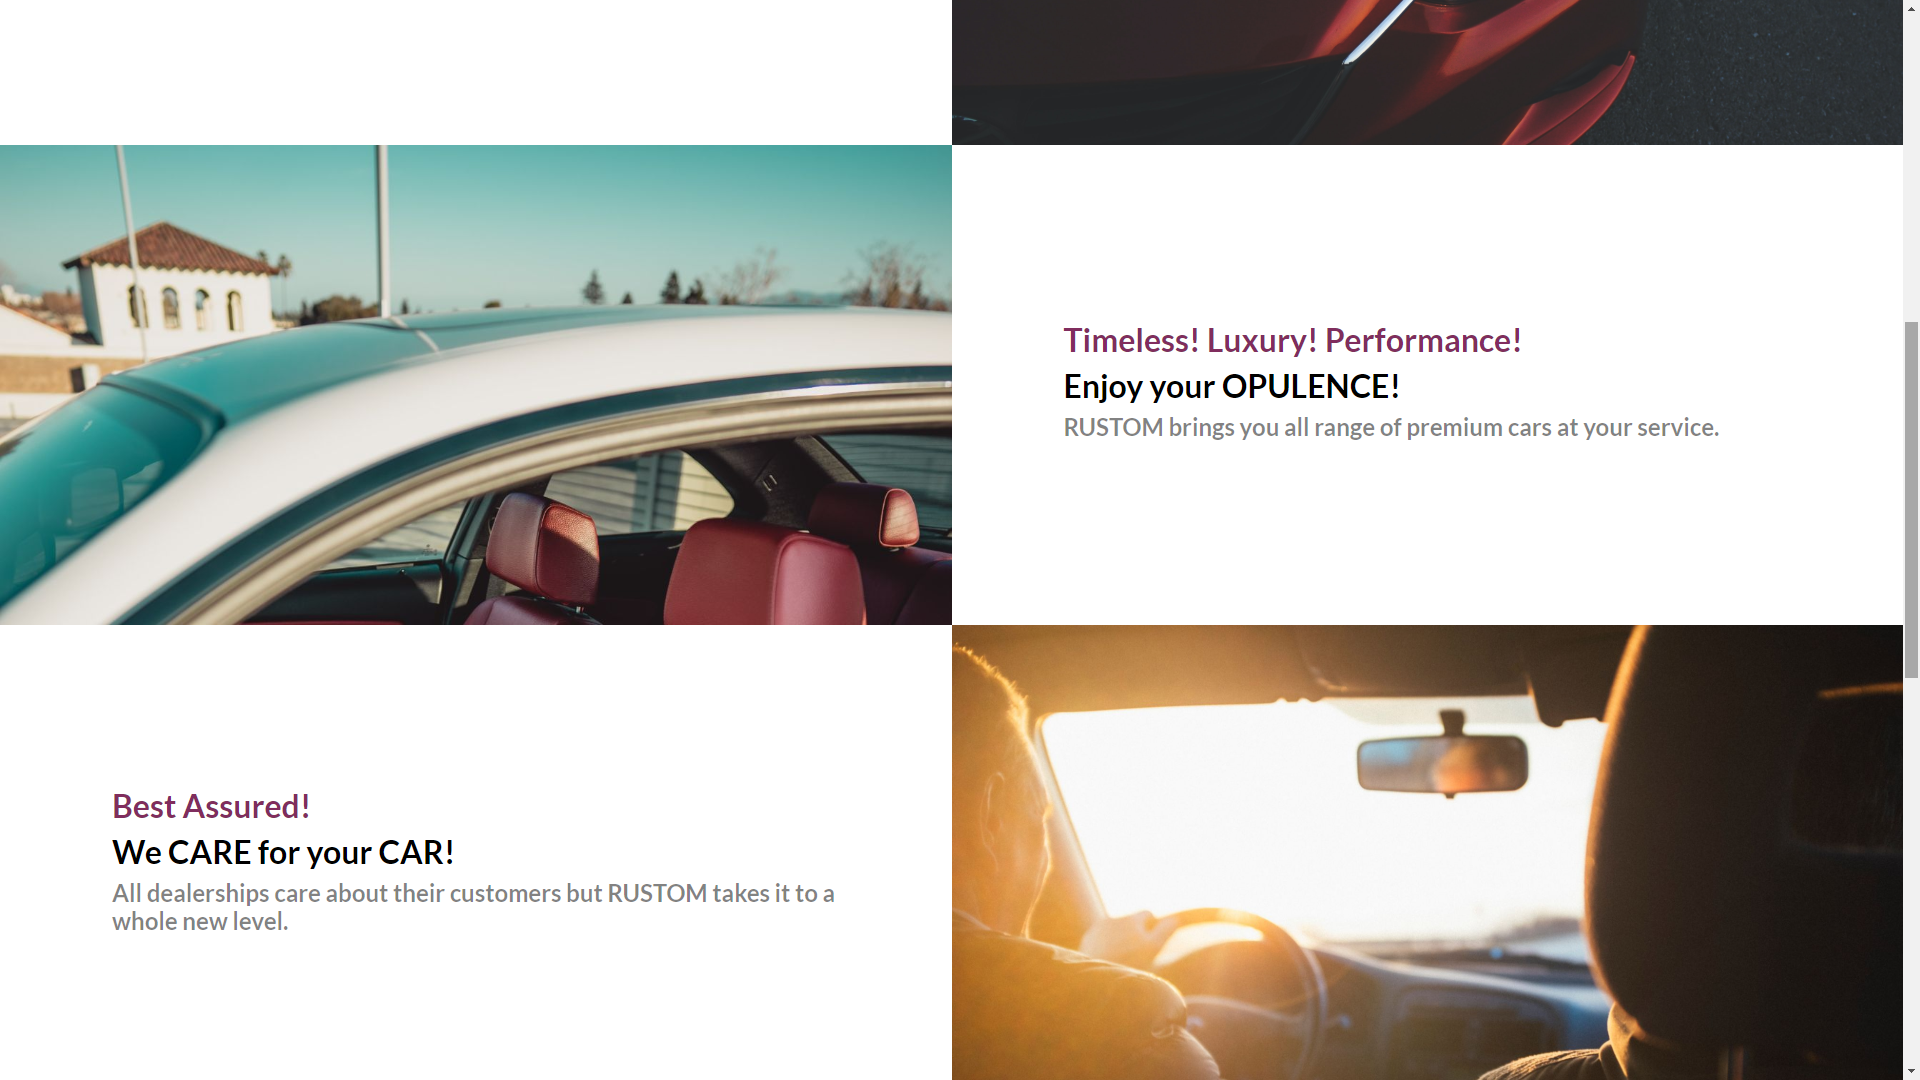 Timeless! Luxury! Performance!
Enjoy your OPULENCE!
RUSTOM brings you all range of premium cars at your service.
Best Assured!
We CARE for your CAR!
All dealerships care about their customers but RUSTOM takes it to a
whole new level.